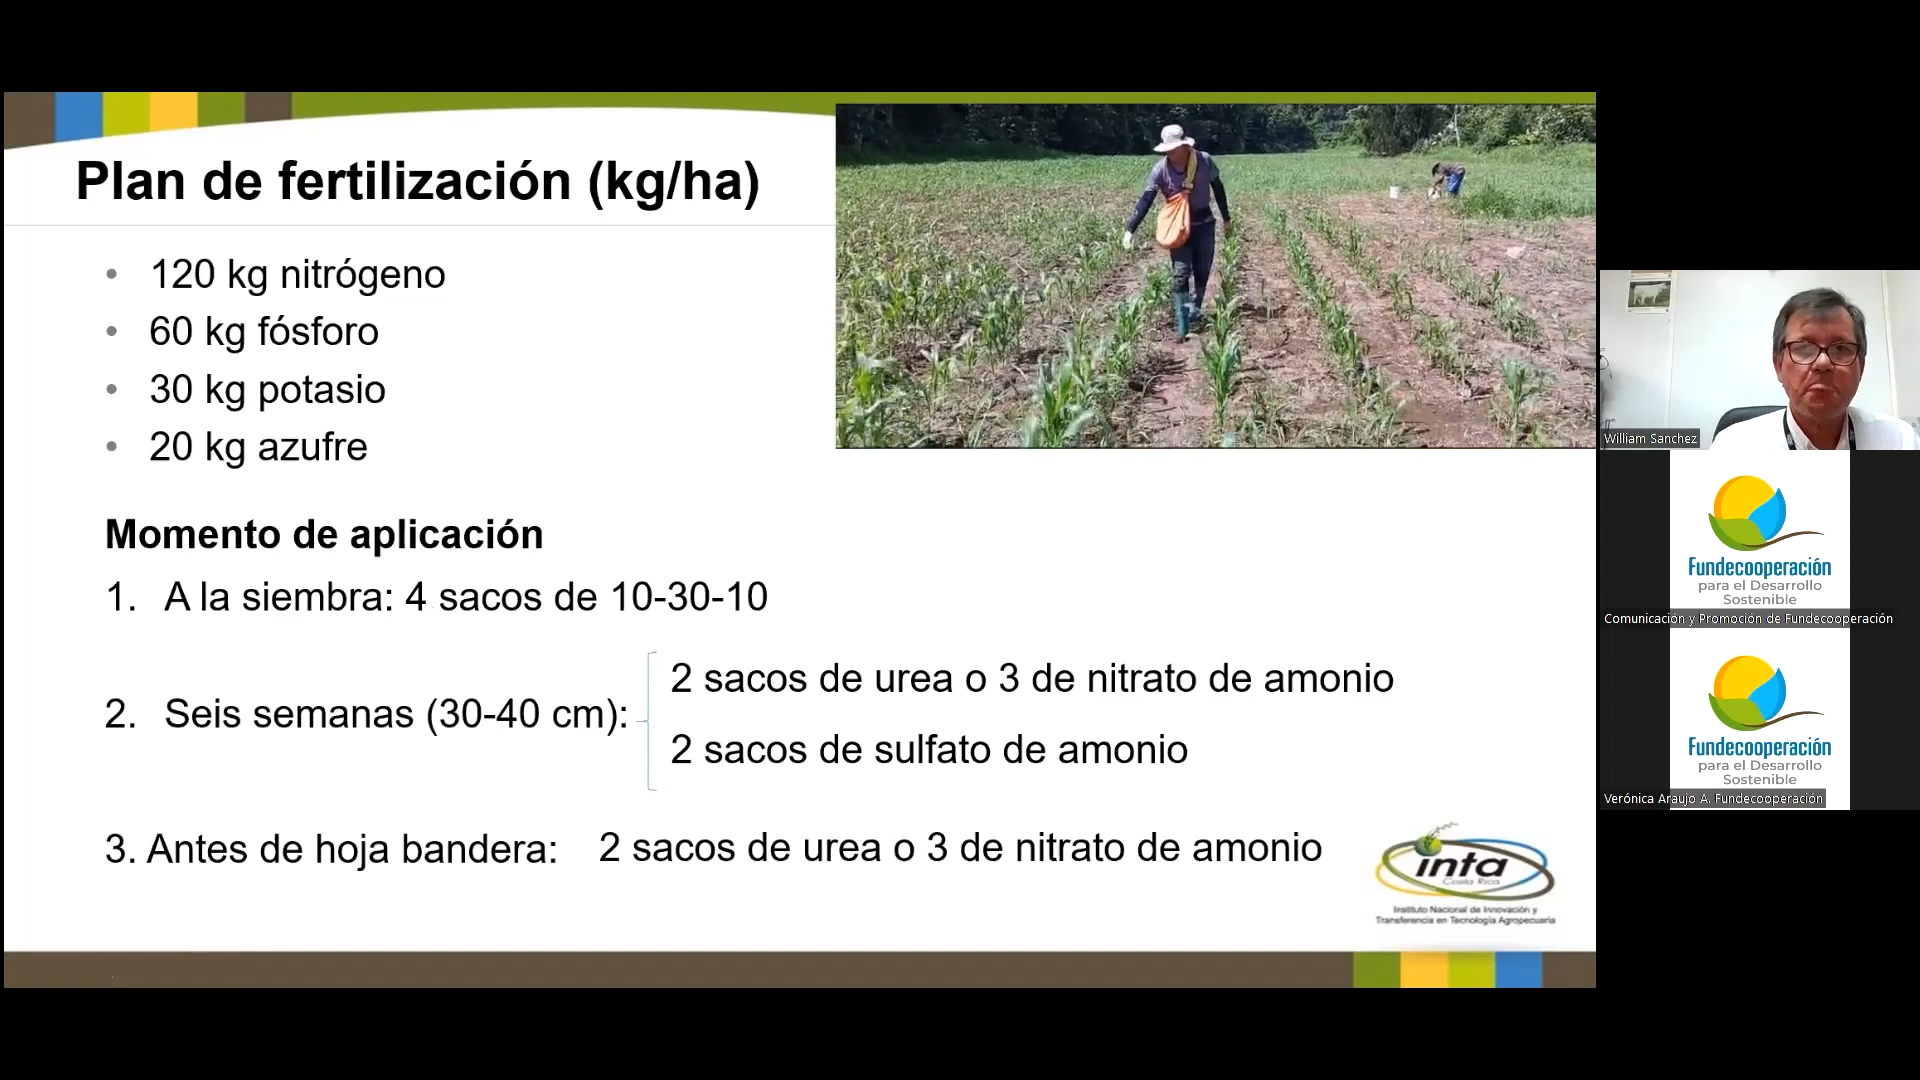 Plan de fertilización (kg/ha)
• 120 kg nitrógeno
• 60 kg fósforo
• 30 kg potasio
• 20 kg azufre
Momento de aplicación
1. A la siembra: 4 sacos de 10-30-10
2. Seis semanas (30-40 cm):
2 sacos de urea o 3 de nitrato de amonio
2 sacos de sulfato de amonio
3. Antes de hoja bandera: 2 sacos de urea o 3 de nitrato de amonio
inta
Costa Rica
Instituto Nacional de Innovación y
Transferencia en Tecnología Agropecuaria
William Sanchez
Fundecooperación
para el Desarrollo
Sostenible
Comunicación y Promoción de Fundecooperación
Fundecooperación
para el Desarrollo
Sostenible
Verónica Araujo A. Fundecooperación